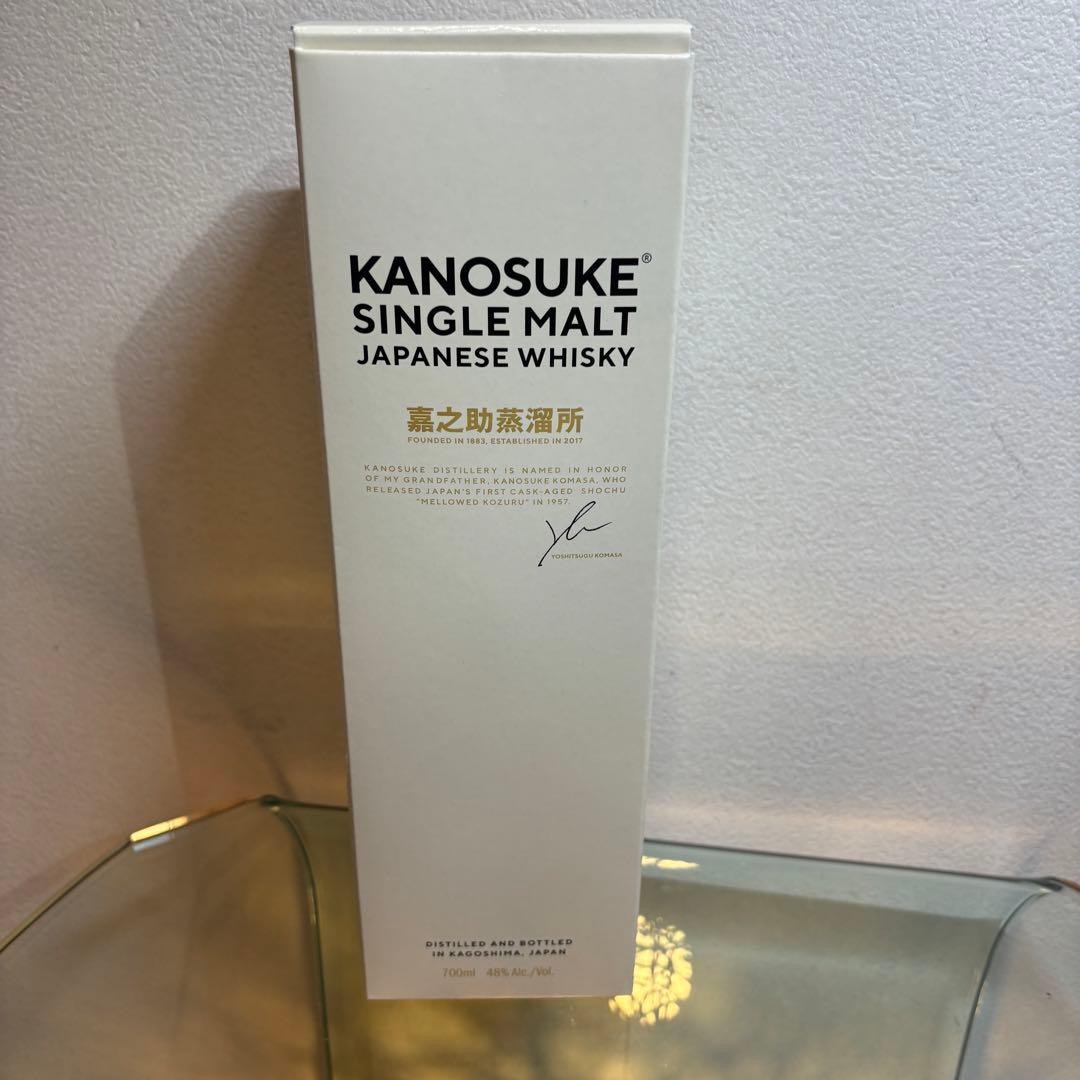 KANOSUKE®
SINGLE MALT
JAPANESE WHISKY
嘉之助蒸溜所
FOUNDED IN 1883, ESTABLISHED IN 2017
KANOSUKE DISTILLERY IS NAMED IN HONOR
OF MY GRANDFATHER, KANOSUKE KOMASA, WHO
RELEASED JAPAN'S FIRST CASK-AGED SHOCHU
"MELLOWED KOZURU" IN 1957.
YOSHITSUGU KOMASA
DISTILLED AND BOTTLED
IN KAGOSHIMA, JAPAN
700ml 48% Alc./Vol.